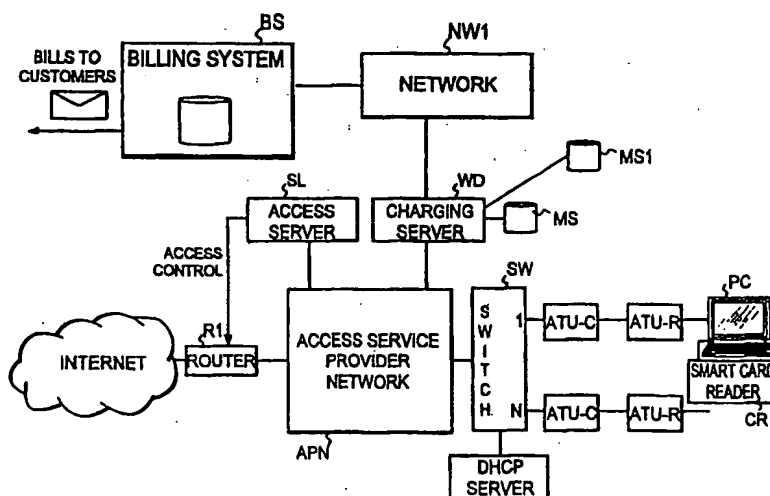 BS
BILLING SYSTEM
BILLS TO
CUSTOMERS
NW1
NETWORK
MS1
SL
ACCESS
SERVER
WD
CHARGING
SERVER
MS
ACCESS
CONTROL
SW
PC
R1
INTERNET
ROUTER
ACCESS SERVICE
PROVIDER
NETWORK
SWITCH
1
ATU-C
ATU-R
SMART CARD
READER
N
ATU-C
ATU-R
CR
APN
DHCP
SERVER